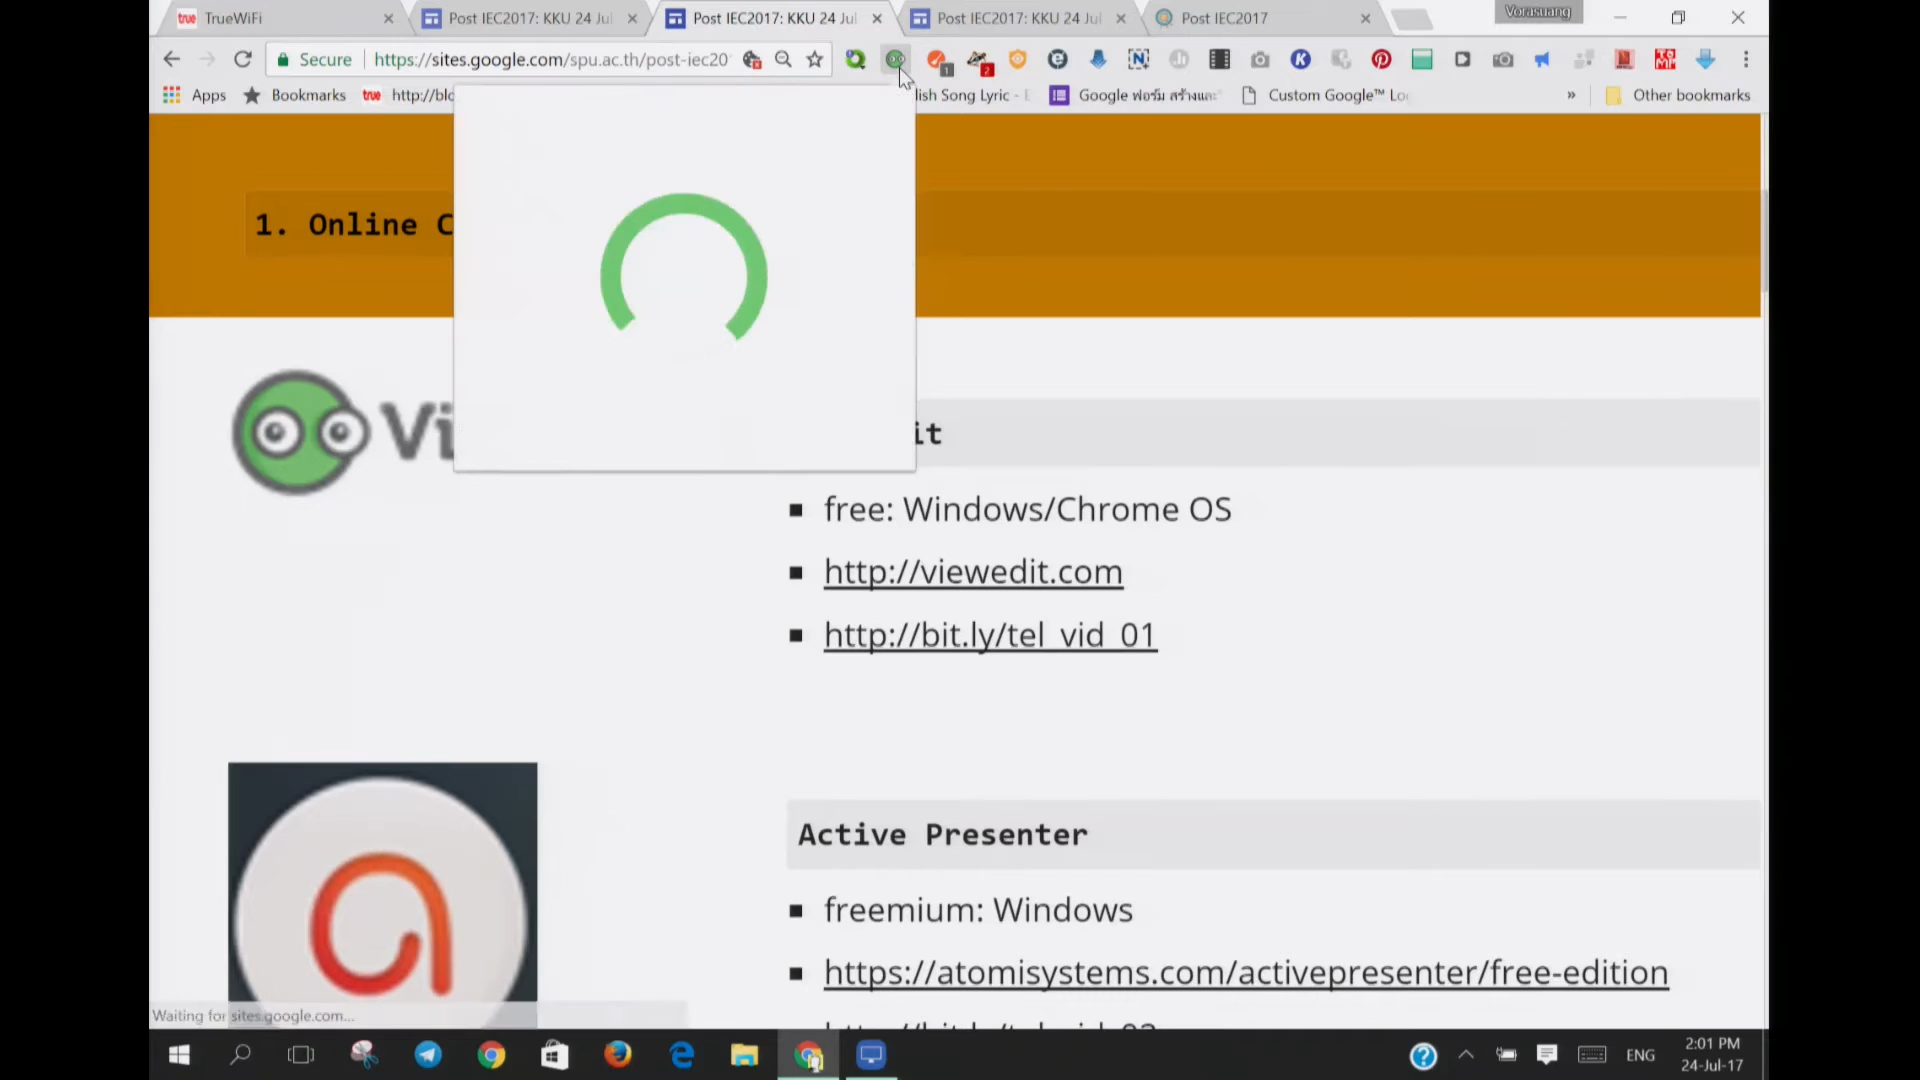 TrueWiFi
Post IEC2017: KKU 24 Jul
Post IEC2017: KKU 24 Jul
Post IEC2017: KKU 24 Jul
Post IEC2017
Vorasuang
Secure
https://sites.google.com/spu.ac.th/post-iec20
Apps
Bookmarks
true http://blo
lish Song Lyric - E
Google ฟอร์ม สร้างและ
Custom Google™ Lo
»
Other bookmarks
1. Online C
Vi
it
free: Windows/Chrome OS
http://viewedit.com
http://bit.ly/tel_vid_01
Active Presenter
freemium: Windows
https://atomisystems.com/activepresenter/free-edition
Waiting for sites.google.com...
ENG
2:01 PM
24-Jul-17